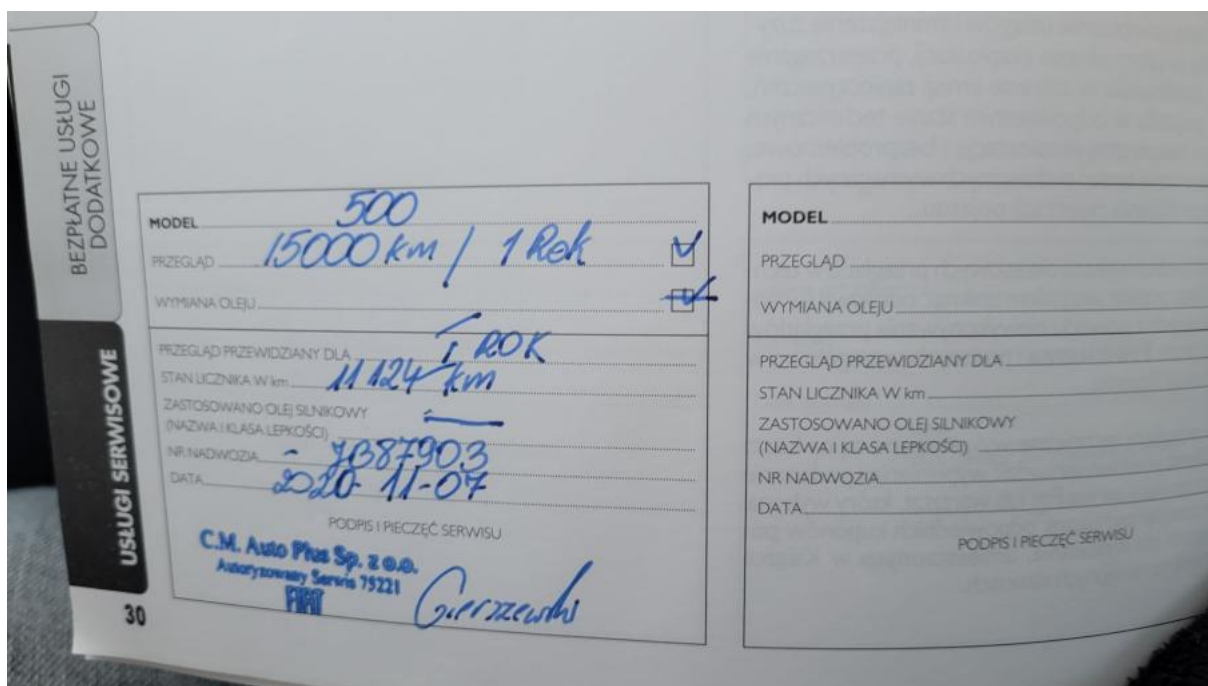 BEZPŁATNE USŁUGI
DODATKOWE
USŁUGI SERWISOWE
MODEL 500
PRZEGLĄD 15000 km / 1 Rok
WYMIANA OLEJU
PRZEGLĄD PRZEWIDZIANY DLA I ROK
STAN LICZNIKA W km 11 124 km
ZASTOSOWANO OLEJ SILNIKOWY
(NAZWA I KLASA LEPKOŚCI)
NR NADWOZIA - JB87903
DATA 2020-11-07
PODPIS I PIECZĘĆ SERWISU
C.M. Auto Plus Sp. z o.o.
Autoryzowany Serwis 79221
FIAT
Gierszewski
30
MODEL
PRZEGLĄD
WYMIANA OLEJU
PRZEGLĄD PRZEWIDZIANY DLA
STAN LICZNIKA W km
ZASTOSOWANO OLEJ SILNIKOWY
(NAZWA I KLASA LEPKOŚCI)
NR NADWOZIA
DATA
PODPIS I PIECZĘĆ SERWISU